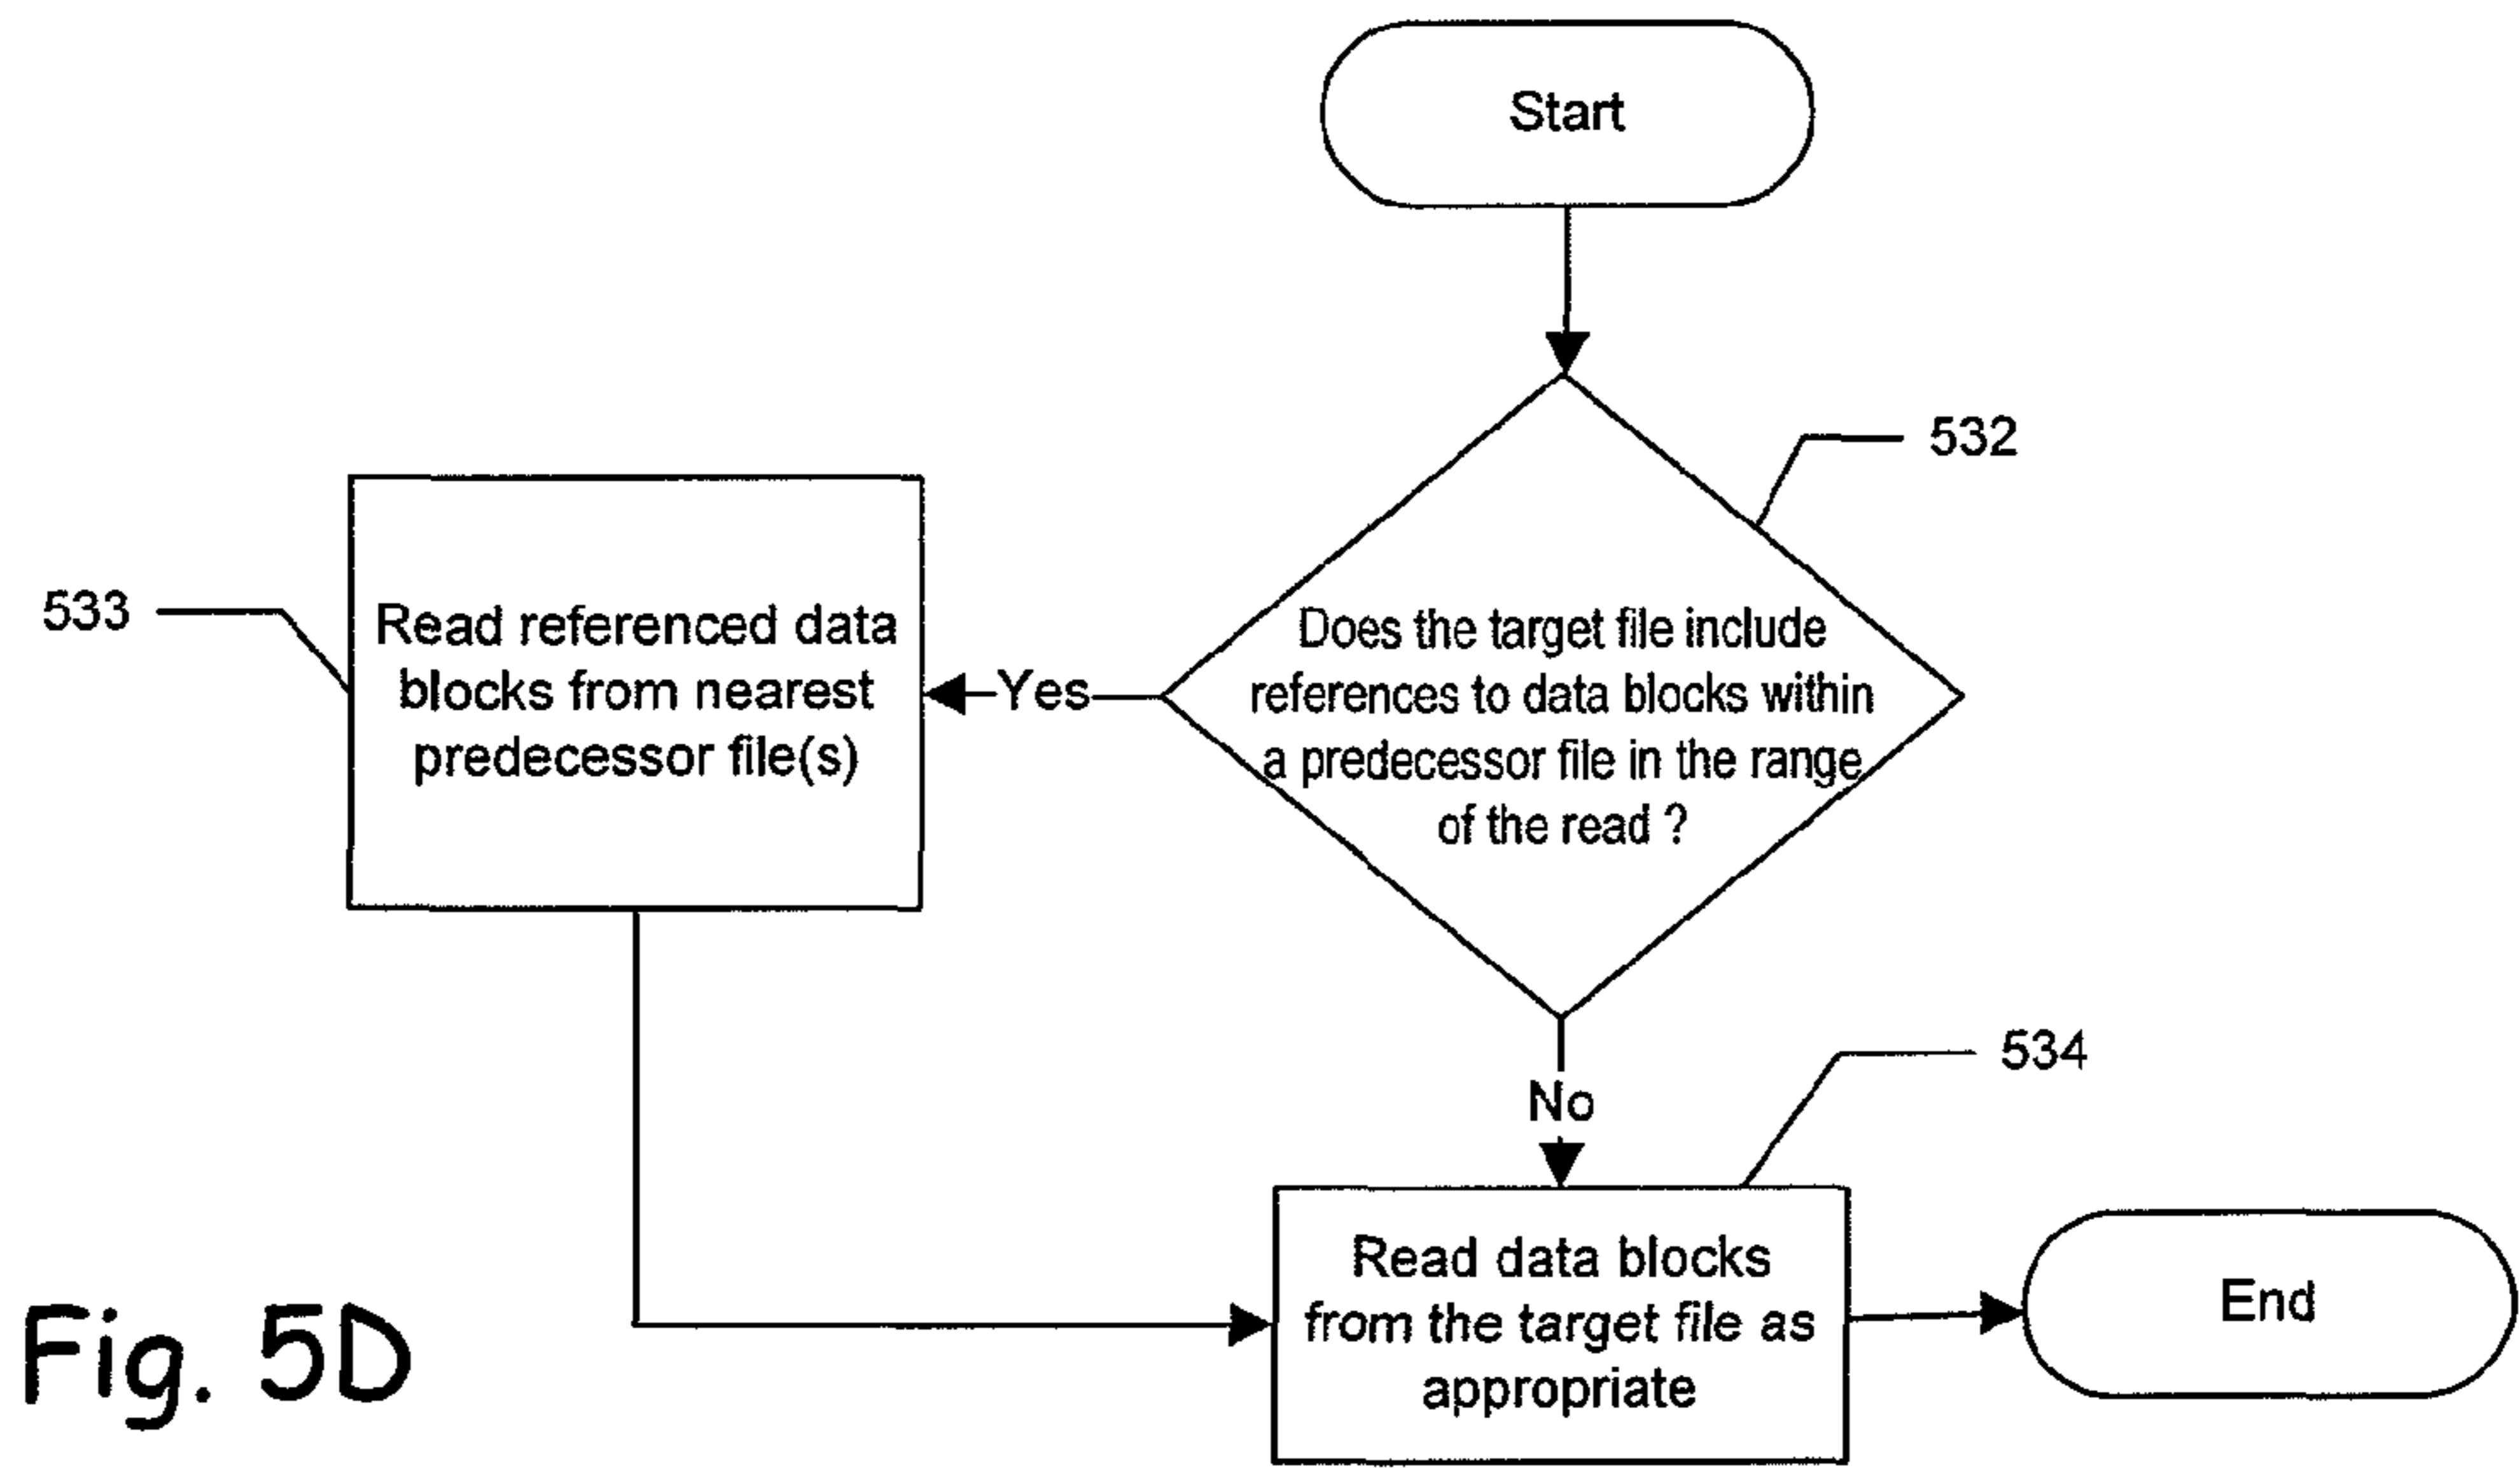 Start
532
Does the target file include
references to data blocks within
a predecessor file in the range
of the read ?
Yes
533
Read referenced data
blocks from nearest
predecessor file(s)
No
534
Read data blocks
from the target file as
appropriate
End
Fig. 5D